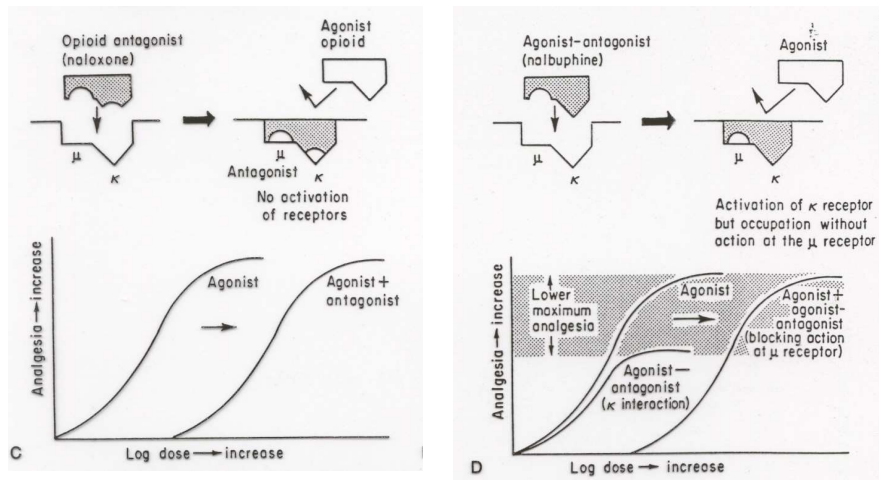 Opioid antagonist
(naloxone)
Agonist
opioid
μ
κ
μ
Antagonist κ
No activation
of receptors
Analgesia→increase
Agonist
Agonist+
antagonist
Log dose→increase
C
Agonist-antagonist
(nalbuphine)
Agonist
μ
κ
μ
κ
Activation of κ receptor
but occupation without
action at the μ receptor
Analgesia→increase
Lower
maximum
analgesia
Agonist
Agonist+
agonist-
antagonist
(blocking action
at μ receptor)
Agonist—
antagonist
(κ interaction)
Log dose→increase
D